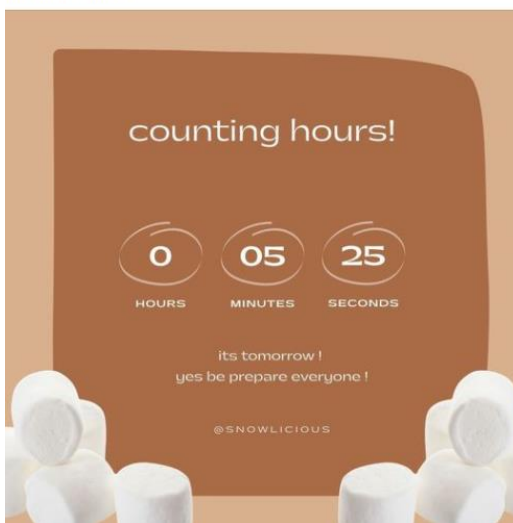 counting hours!
0 05 25
HOURS MINUTES SECONDS
its tomorrow !
yes be prepare everyone !
@SNOWLICIOUS